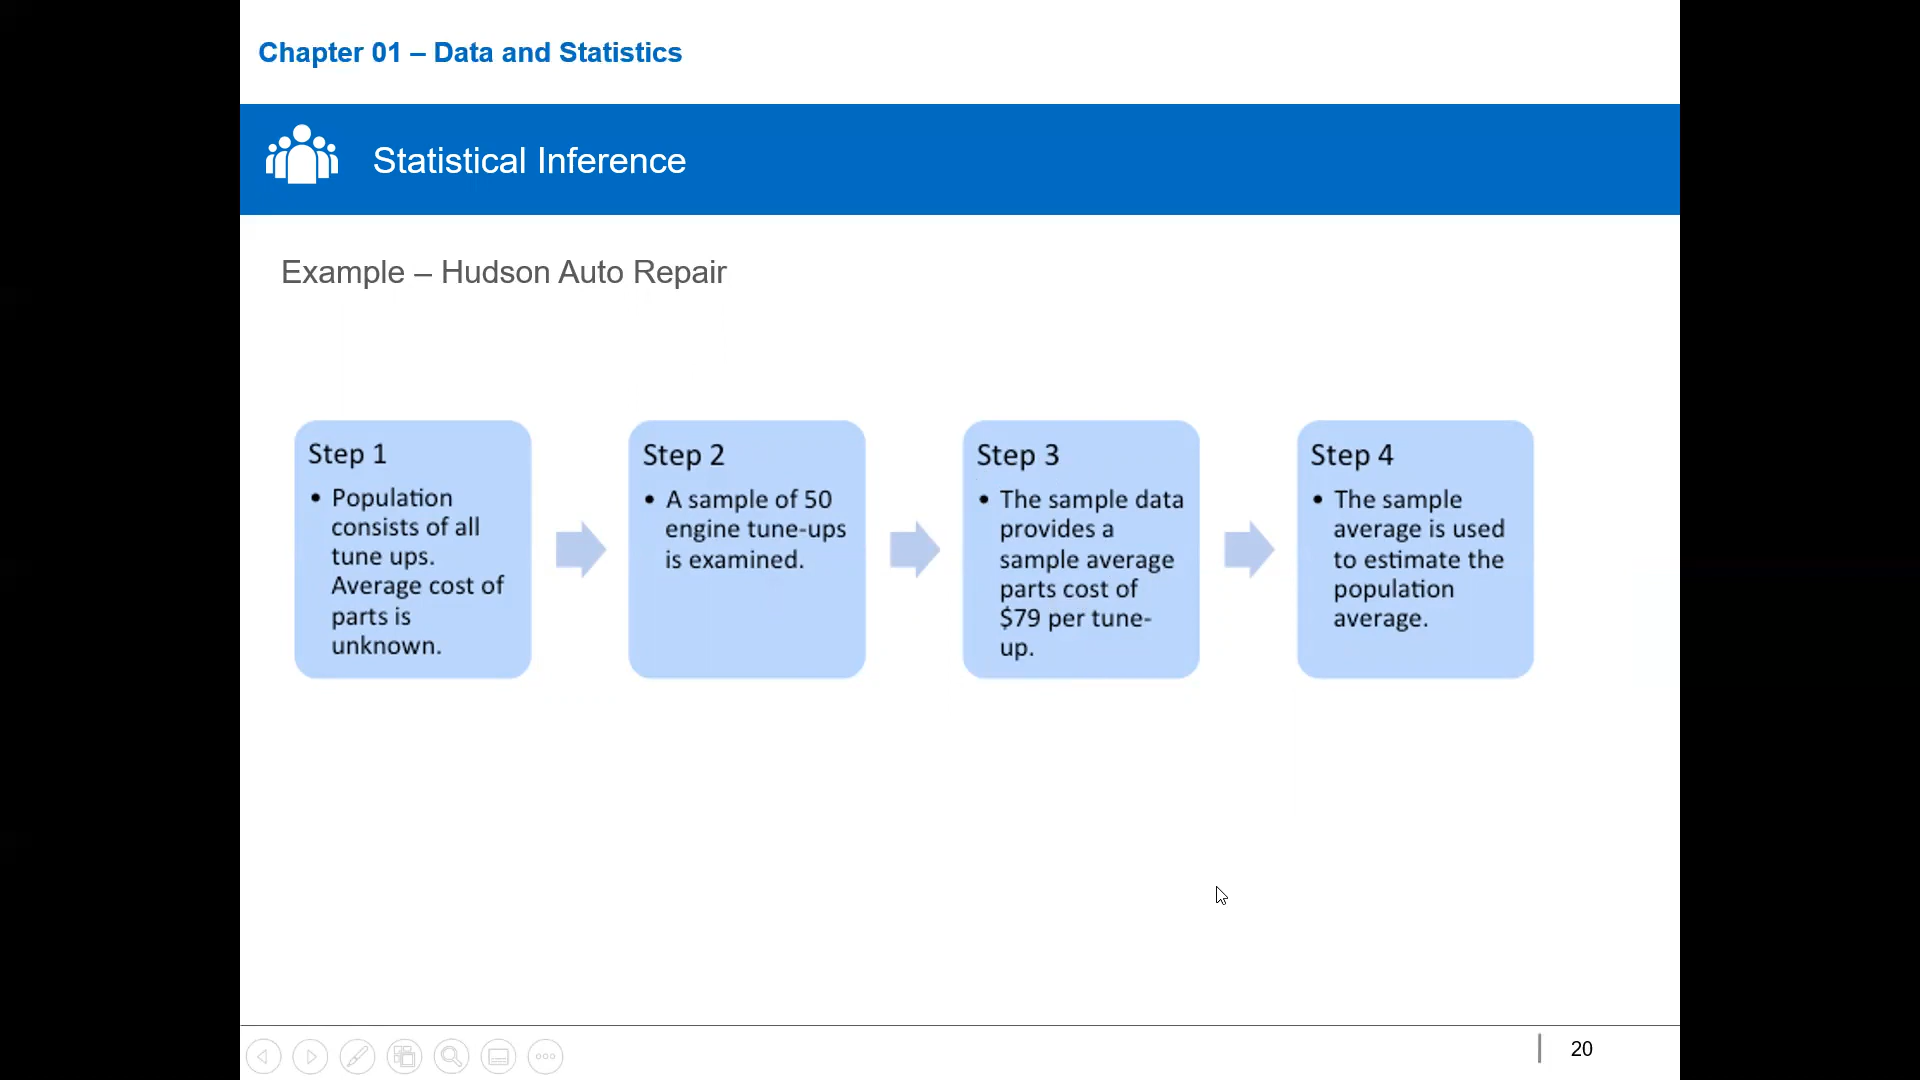 Chapter 01 – Data and Statistics
Statistical Inference
Example – Hudson Auto Repair
Step 1
• Population
consists of all
tune ups.
Average cost of
parts is
unknown.
Step 2
• A sample of 50
engine tune-ups
is examined.
Step 3
• The sample data
provides a
sample average
parts cost of
$79 per tune-
up.
Step 4
• The sample
average is used
to estimate the
population
average.
20